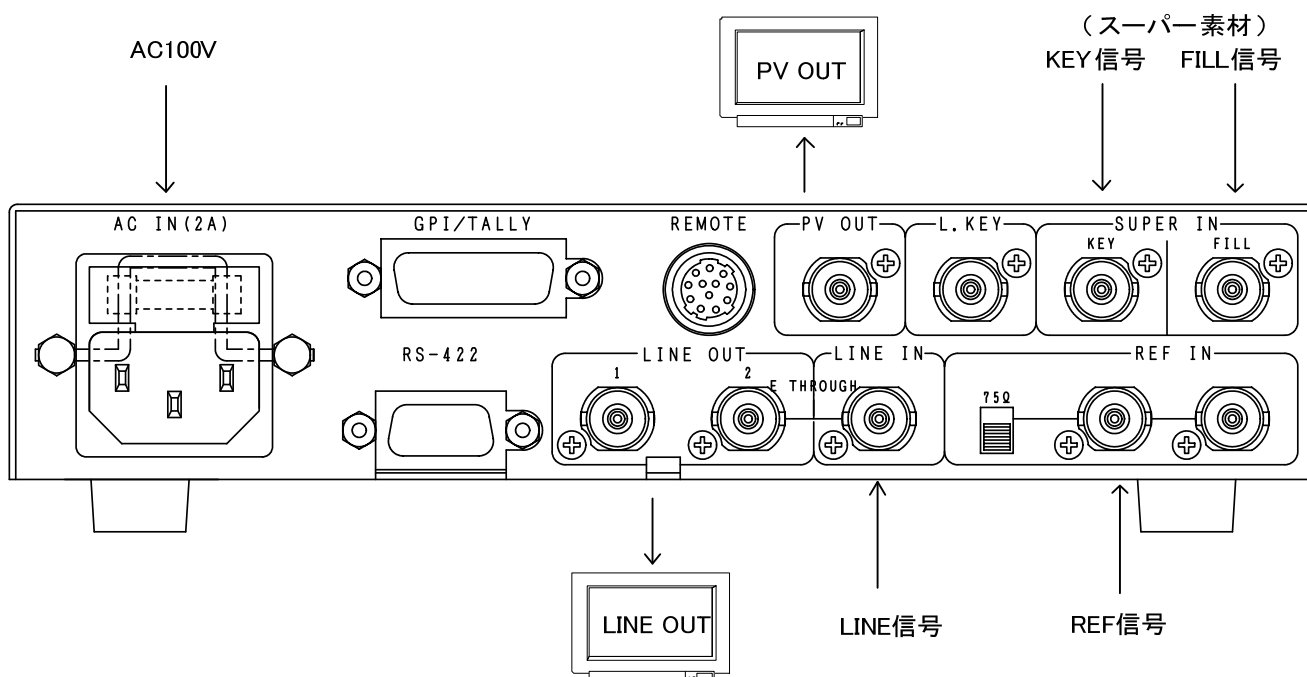 (スーパー素材)
AC100V
KEY信号 FILL信号
PV OUT
AC IN(2A)
GPI/TALLY
REMOTE
PV OUT
L.KEY
SUPER IN
KEY
FILL
RS-422
LINE OUT
LINE IN
REF IN
1
2
E THROUGH
75Ω
LINE OUT
LINE信号
REF信号